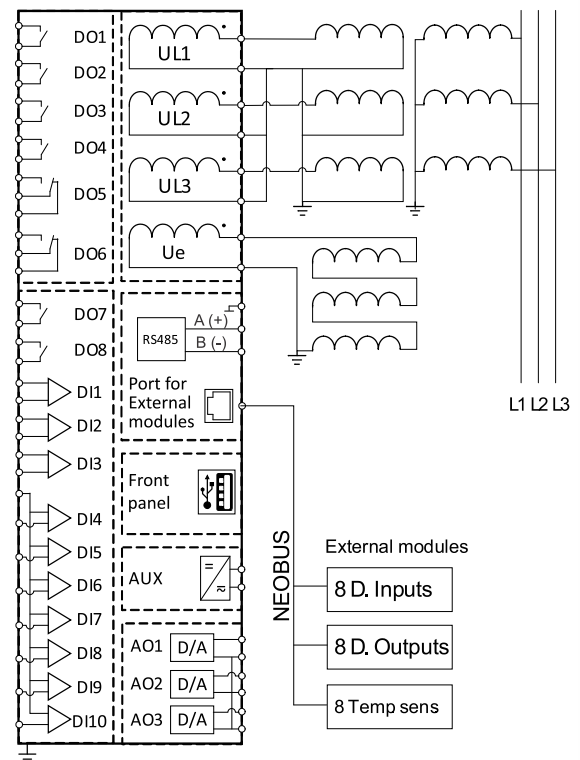 DO1
UL1
DO2
DO3
UL2
DO4
DO5
UL3
DO6
Ue
DO7
A (+)
RS485
B (-)
DO8
Port for
External
modules
DI1
DI2
DI3
L1 L2 L3
Front
panel
DI4
DI5
DI6
AUX
=
≂
NEOBUS
External modules
8 D. Inputs
DI7
DI8
DI9
DI10
AO1
D/A
AO2
D/A
AO3
D/A
8 D. Outputs
8 Temp sens